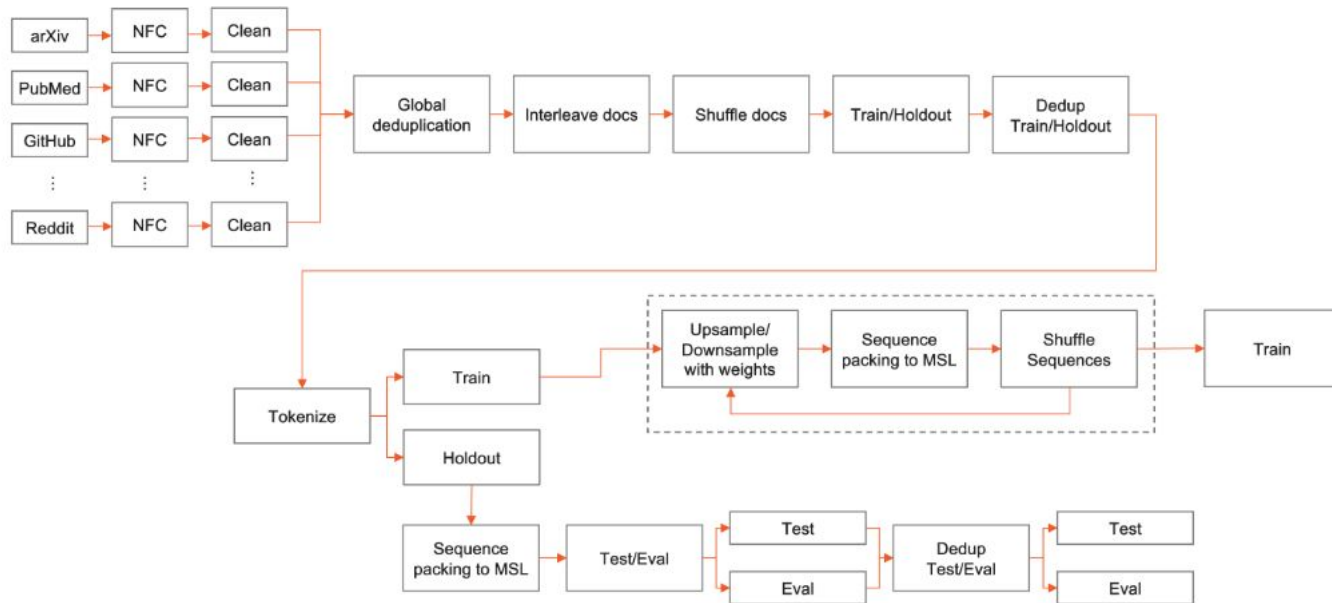 arXiv
NFC
Clean
PubMed
NFC
Clean
GitHub
NFC
Clean
Reddit
NFC
Clean
Global
deduplication
Interleave docs
Shuffle docs
Train/Holdout
Dedup
Train/Holdout
Tokenize
Train
Holdout
Upsample/
Downsample
with weights
Sequence
packing to MSL
Shuffle
Sequences
Train
Sequence
packing to MSL
Test/Eval
Test
Eval
Dedup
Test/Eval
Test
Eval